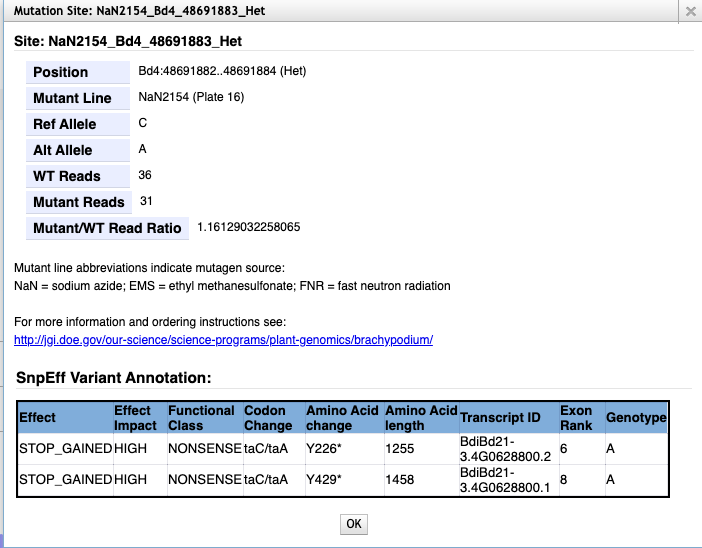 Mutation Site: NaN2154_Bd4_48691883_Het
Site: NaN2154_Bd4_48691883_Het
Position Bd4:48691882..48691884 (Het)
Mutant Line NaN2154 (Plate 16)
Ref Allele C
Alt Allele A
WT Reads 36
Mutant Reads 31
Mutant/WT Read Ratio 1.16129032258065
Mutant line abbreviations indicate mutagen source:
NaN = sodium azide; EMS = ethyl methanesulfonate; FNR = fast neutron radiation
For more information and ordering instructions see:
http://jgi.doe.gov/our-science/science-programs/plant-genomics/brachypodium/
SnpEff Variant Annotation:
Effect Effect Impact Functional Class Codon Change Amino Acid change Amino Acid length Transcript ID Exon Rank Genotype
STOP_GAINED HIGH NONSENSE taC/taA Y226* 1255 BdiBd21-3.4G0628800.2 6 A
STOP_GAINED HIGH NONSENSE taC/taA Y429* 1458 BdiBd21-3.4G0628800.1 8 A
OK